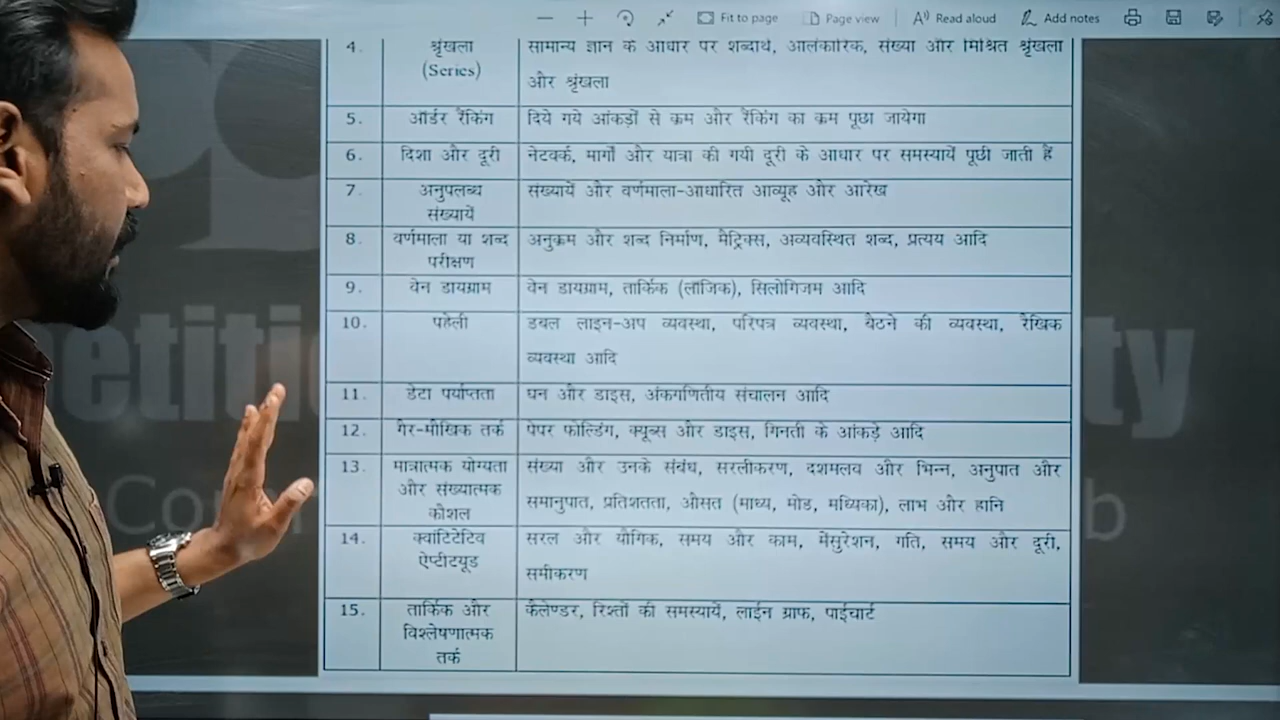 Fit to page Page view Read aloud Add notes
4. श्रृंखला सामान्य ज्ञान के आधार पर शब्दार्थ, आलंकारिक, संख्या और मिश्रित श्रृंखला
(Series) और श्रृंखला
5. ऑर्डर रैंकिंग दिये गये आंकड़ों से क्रम और रैंकिंग का क्रम पूछा जायेगा
6. दिशा और दूरी नेटवर्क, मार्गों और यात्रा की गयी दूरी के आधार पर समस्यायें पूछी जाती हैं
7. अनुपलब्ध संख्यायें और वर्णमाला-आधारित आव्यूह और आरेख
संख्यायें
8. वर्णमाला या शब्द अनुक्रम और शब्द निर्माण, मैट्रिक्स, अव्यवस्थित शब्द, प्रत्यय आदि
परीक्षण
9. वेन डायग्राम वेन डायग्राम, तार्किक (लॉजिक), सिलोगिजम आदि
10. पहेली डबल लाइन-अप व्यवस्था, परिपत्र व्यवस्था, बैठने की व्यवस्था, रैखिक
व्यवस्था आदि
11. डेटा पर्याप्तता घन और डाइस, अंकगणितीय संचालन आदि
12. गैर-मौखिक तर्क पेपर फोल्डिंग, क्यूब्स और डाइस, गिनती के आंकड़े आदि
13. मात्रात्मक योग्यता संख्या और उनके संबंध, सरलीकरण, दशमलव और भिन्न, अनुपात और
और संख्यात्मक समानुपात, प्रतिशतता, औसत (माध्य, मोड, मध्यिका), लाभ और हानि
कौशल
14. क्वांटिटेटिव सरल और यौगिक, समय और काम, मेंसुरेशन, गति, समय और दूरी,
ऐप्टीटयूड समीकरण
15. तार्किक और कैलेण्डर, रिश्तों की समस्यायें, लाईन ग्राफ, पाईचार्ट
विश्लेषणात्मक
तर्क